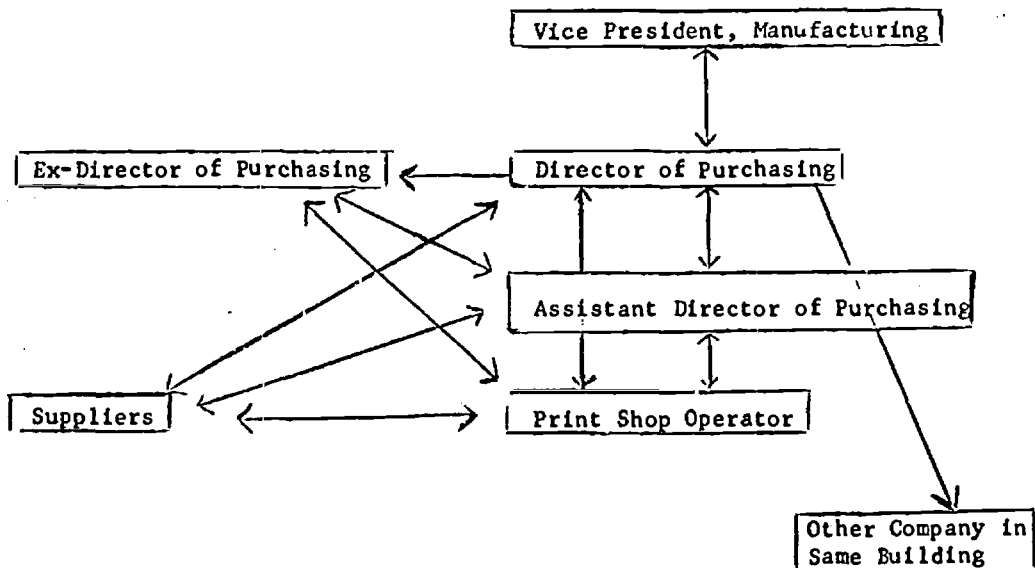 Vice President, Manufacturing
Ex-Director of Purchasing
Director of Purchasing
Assistant Director of Purchasing
Suppliers
Print Shop Operator
Other Company in
Same Building